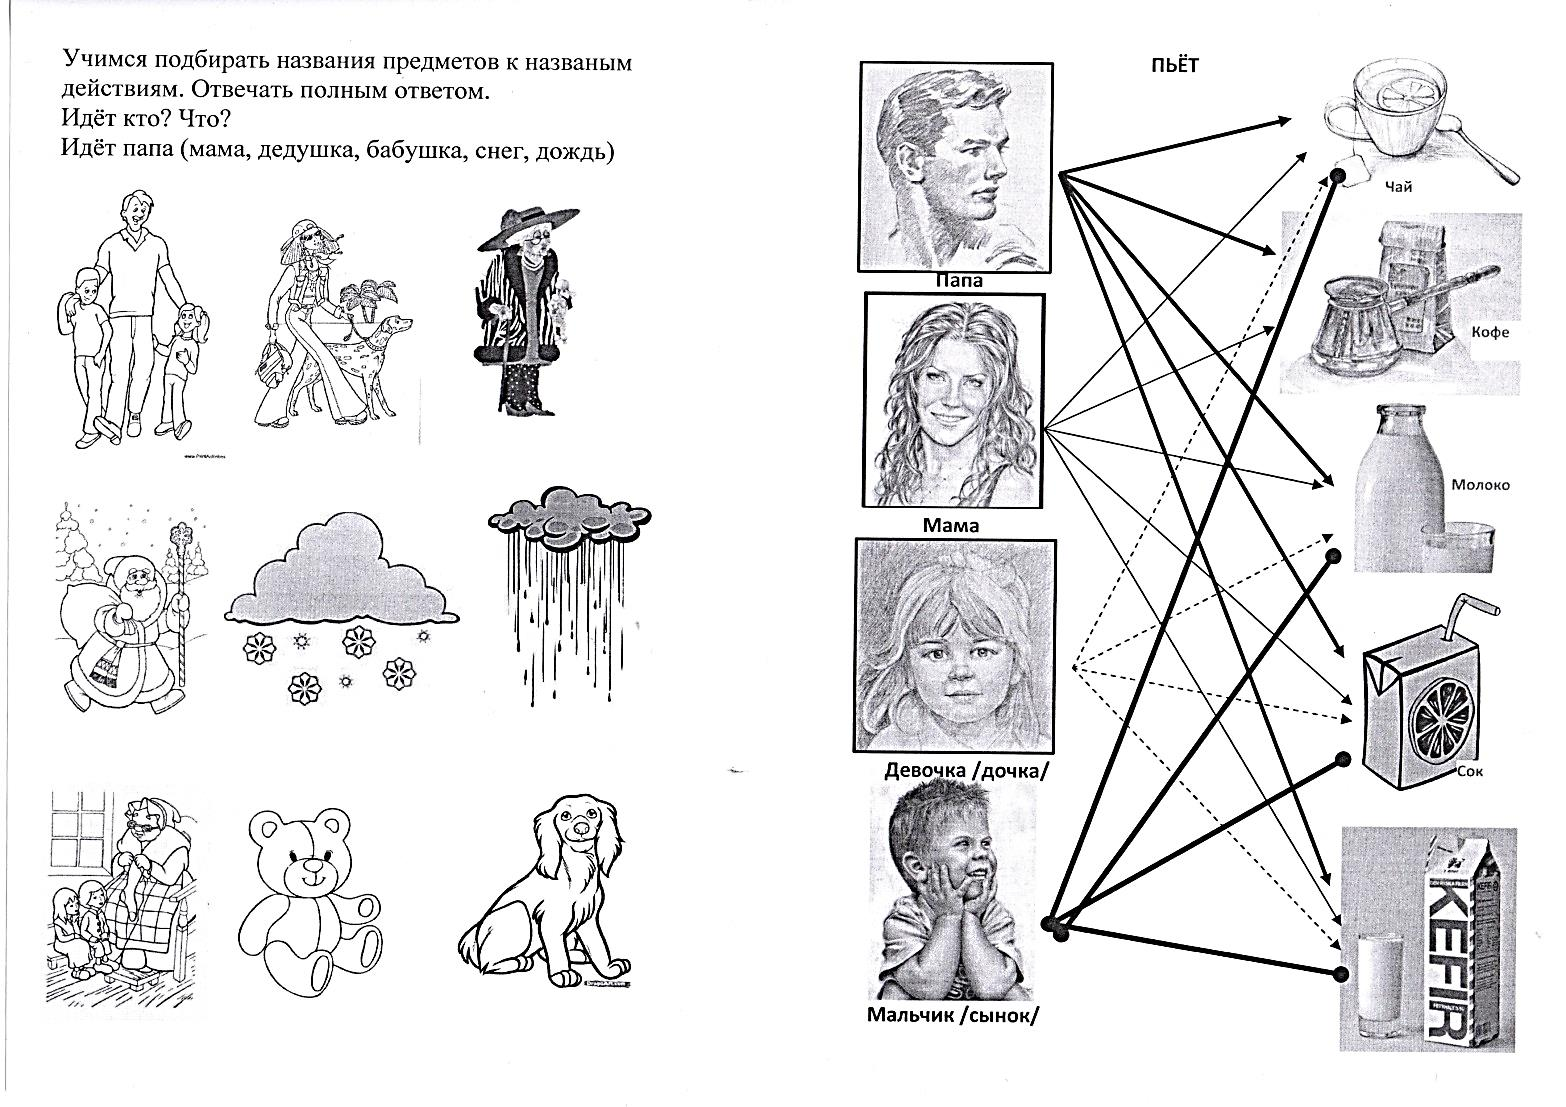 Учимся подбирать названия предметов к названым
действиям. Отвечать полным ответом.
Идёт кто? Что?
Идёт папа (мама, дедушка, бабушка, снег, дождь)
ПЬЁТ
Папа
Мама
Девочка /дочка/
Мальчик /сынок/
Чай
Кофе
Молоко
Сок
KEFIR